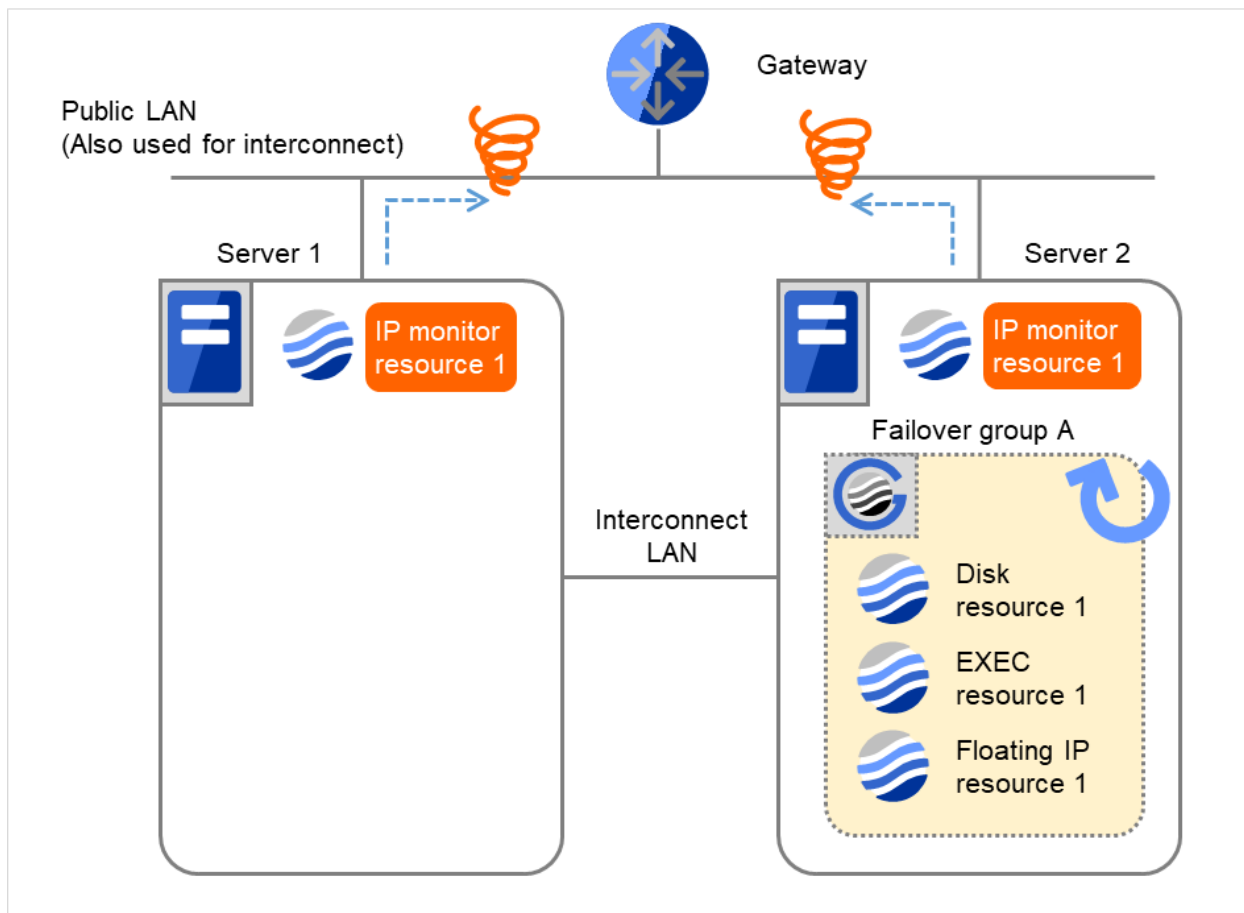 Gateway
Public LAN
(Also used for interconnect)
Server 1
Server 2
IP monitor
resource 1
IP monitor
resource 1
Failover group A
Interconnect
LAN
Disk
resource 1
EXEC
resource 1
Floating IP
resource 1